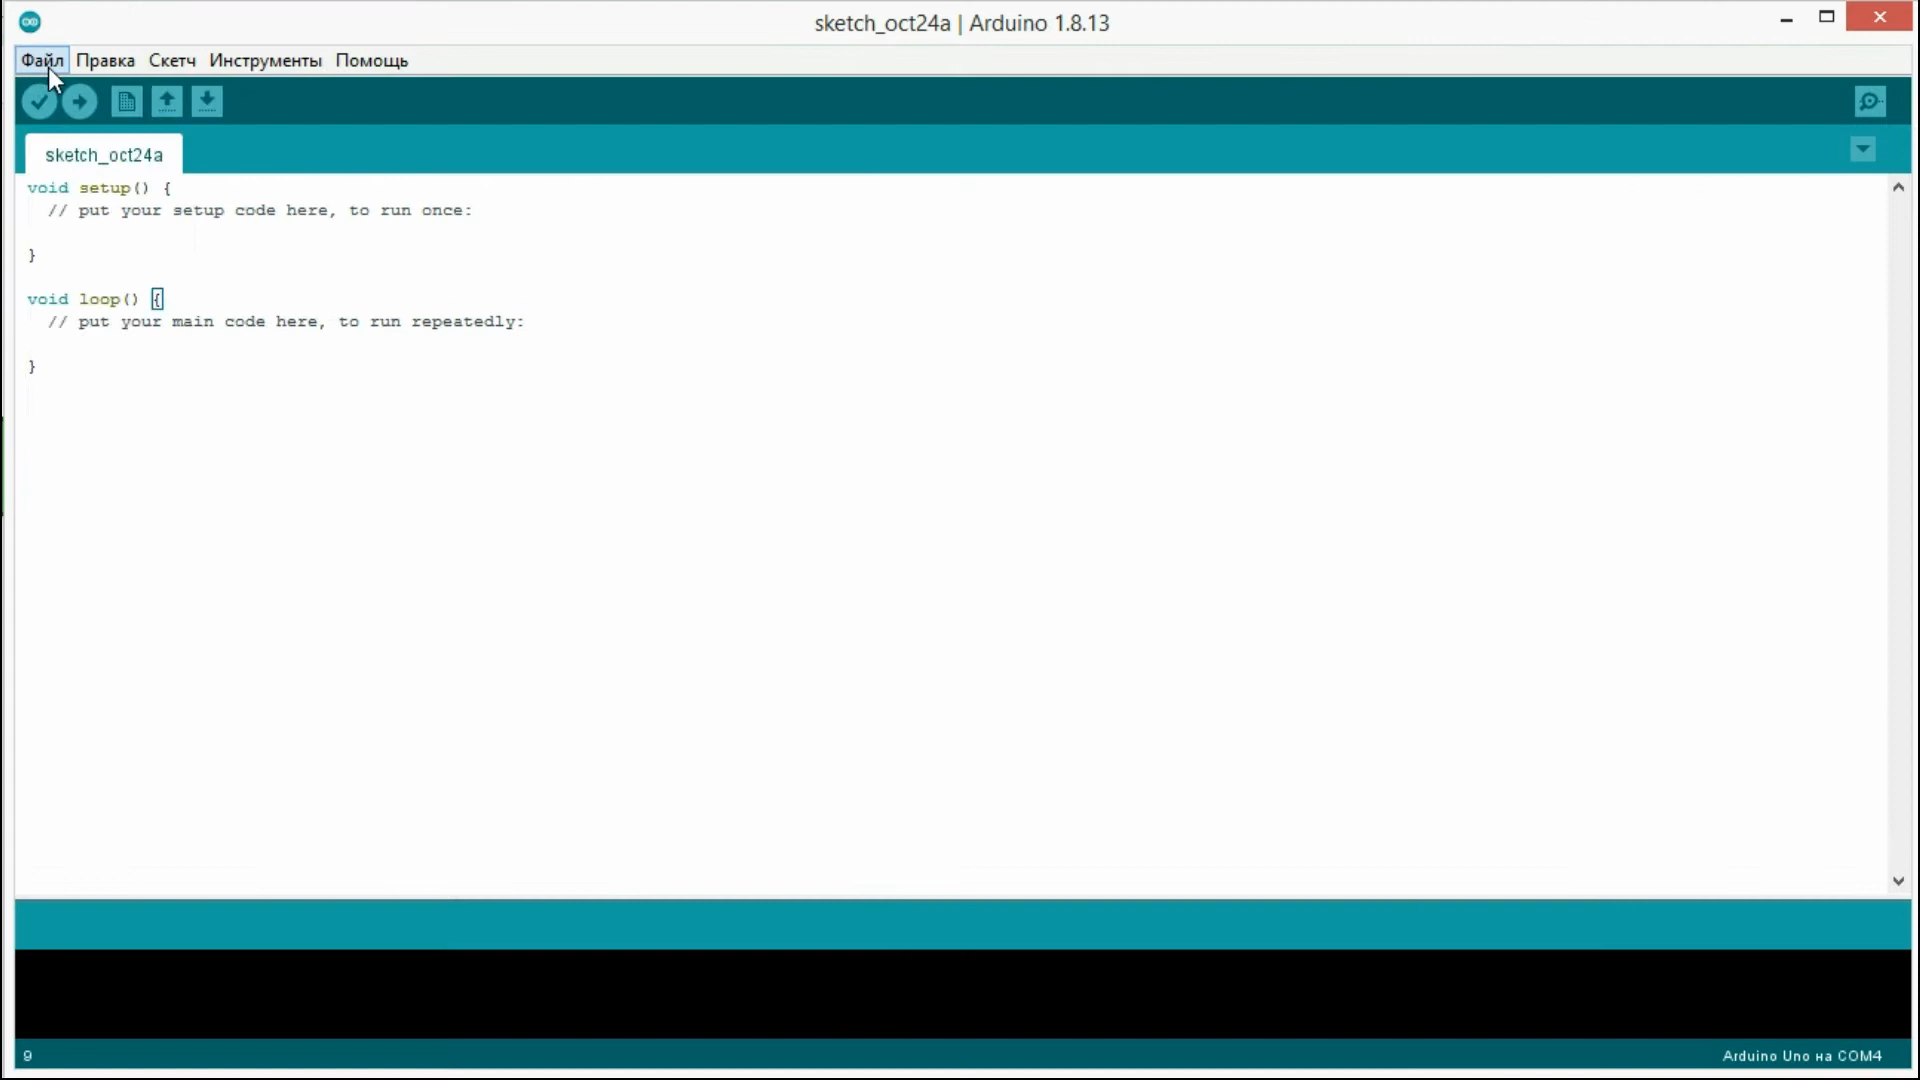 sketch_oct24a | Arduino 1.8.13
Файл Правка Скетч Инструменты Помощь
sketch_oct24a
void setup() {
  // put your setup code here, to run once:
}
void loop() {
  // put your main code here, to run repeatedly:
}
9
Arduino Uno на COM4